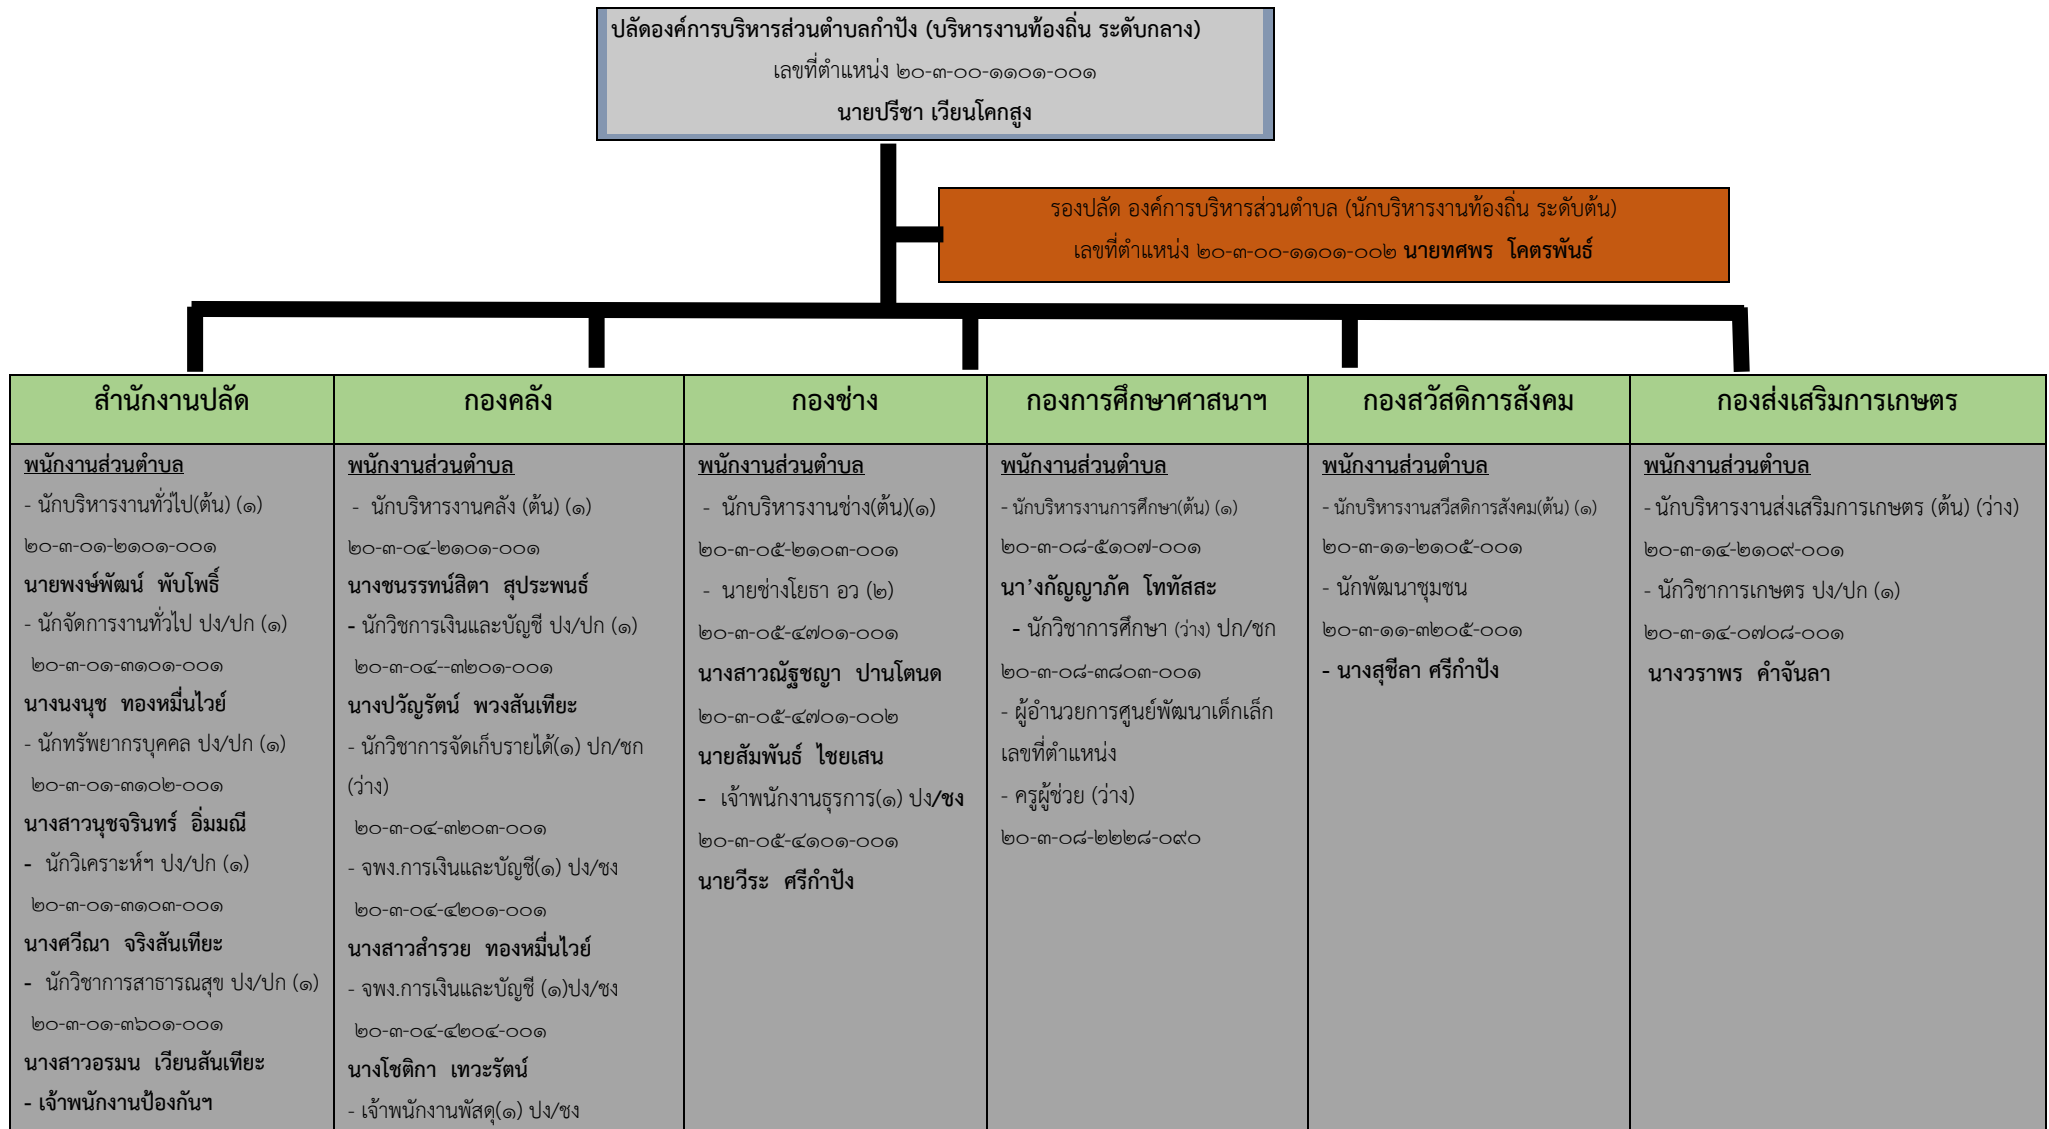 ปลัดองค์การบริหารส่วนตำบลกำปัง (บริหารงานท้องถิ่น ระดับกลาง)
เลขที่ตำแหน่ง ๒๐-๓-๐๐-๑๑๐๑-๐๐๑
นายปรีชา เวียนโคกสูง
รองปลัด องค์การบริหารส่วนตำบล (นักบริหารงานท้องถิ่น ระดับต้น)
เลขที่ตำแหน่ง ๒๐-๓-๐๐-๑๑๐๑-๐๐๒ นายทศพร โคตรพันธ์
สำนักงานปลัด
พนักงานส่วนตำบล
- นักบริหารงานทั่วไป(ต้น) (๑)
๒๐-๓-๐๑-๒๑๐๑-๐๐๑
นายพงษ์พัฒน์ พับโพธิ์
- นักจัดการงานทั่วไป ปง/ปก (๑)
๒๐-๓-๐๑-๓๑๐๑-๐๐๑
นางนงนุช ทองหมื่นไวย์
- นักทรัพยากรบุคคล ปง/ปก (๑)
๒๐-๓-๐๑-๓๑๐๒-๐๐๑
นางสาวนุชจรินทร์ อิ่มมณี
- นักวิเคราะห์ฯ ปง/ปก (๑)
๒๐-๓-๐๑-๓๑๐๓-๐๐๑
นางศวีณา จริงสันเทียะ
- นักวิชาการสาธารณสุข ปง/ปก (๑)
๒๐-๓-๐๑-๓๖๐๑-๐๐๑
นางสาวอรมน เวียนสันเทียะ
- เจ้าพนักงานป้องกันฯ
กองคลัง
พนักงานส่วนตำบล
- นักบริหารงานคลัง (ต้น) (๑)
๒๐-๓-๐๔-๒๑๐๑-๐๐๑
นางชนรรทน์สิตา สุประพนธ์
- นักวิชการเงินและบัญชี ปง/ปก (๑)
๒๐-๓-๐๔--๓๒๐๑-๐๐๑
นางปวัญรัตน์ พวงสันเทียะ
- นักวิชาการจัดเก็บรายได้(๑) ปก/ชก
(ว่าง)
๒๐-๓-๐๔-๓๒๐๓-๐๐๑
- จพง.การเงินและบัญชี(๑) ปง/ชง
๒๐-๓-๐๔-๔๒๐๑-๐๐๑
นางสาวสำรวย ทองหมื่นไวย์
- จพง.การเงินและบัญชี (๑)ปง/ชง
๒๐-๓-๐๔-๔๒๐๔-๐๐๑
นางโชติกา เทวะรัตน์
- เจ้าพนักงานพัสดุ(๑) ปง/ชง
กองช่าง
พนักงานส่วนตำบล
- นักบริหารงานช่าง(ต้น)(๑)
๒๐-๓-๐๕-๒๑๐๓-๐๐๑
- นายช่างโยธา อว (๒)
๒๐-๓-๐๕-๔๗๐๑-๐๐๑
นางสาวณัฐชญา ปานโตนด
๒๐-๓-๐๕-๔๗๐๑-๐๐๒
นายสัมพันธ์ ไชยเสน
- เจ้าพนักงานธุรการ(๑) ปง/ชง
๒๐-๓-๐๕-๔๑๐๑-๐๐๑
นายวีระ ศรีกำปัง
กองการศึกษาศาสนาฯ
พนักงานส่วนตำบล
- นักบริหารงานการศึกษา(ต้น) (๑)
๒๐-๓-๐๘-๕๑๐๗-๐๐๑
นา’งกัญญาภัค โททัสสะ
- นักวิชาการศึกษา (ว่าง) ปก/ชก
๒๐-๓-๐๘-๓๘๐๓-๐๐๑
- ผู้อำนวยการศูนย์พัฒนาเด็กเล็ก
เลขที่ตำแหน่ง
- ครูผู้ช่วย (ว่าง)
๒๐-๓-๐๘-๒๒๒๘-๐๙๐
กองสวัสดิการสังคม
พนักงานส่วนตำบล
- นักบริหารงานสวีสดิการสังคม(ต้น) (๑)
๒๐-๓-๑๑-๒๑๐๕-๐๐๑
- นักพัฒนาชุมชน
๒๐-๓-๑๑-๓๒๐๕-๐๐๑
- นางสุชีลา ศรีกำปัง
กองส่งเสริมการเกษตร
พนักงานส่วนตำบล
- นักบริหารงานส่งเสริมการเกษตร (ต้น) (ว่าง)
๒๐-๓-๑๔-๒๑๐๙-๐๐๑
- นักวิชาการเกษตร ปง/ปก (๑)
๒๐-๓-๑๔-๐๗๐๘-๐๐๑
นางวราพร คำจันลา